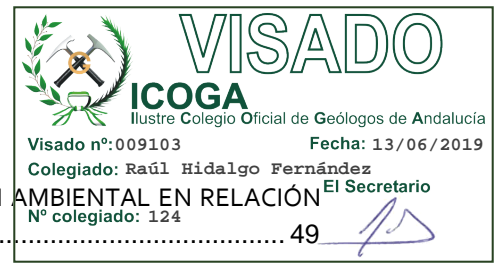 VISADO
ICOGA
Ilustre Colegio Oficial de Geólogos de Andalucía
Visado nº:009103 Fecha: 13/06/2019
Colegiado: Raúl Hidalgo Fernández
El Secretario
AMBIENTAL EN RELACIÓN
Nº colegiado: 124
........................................ 49